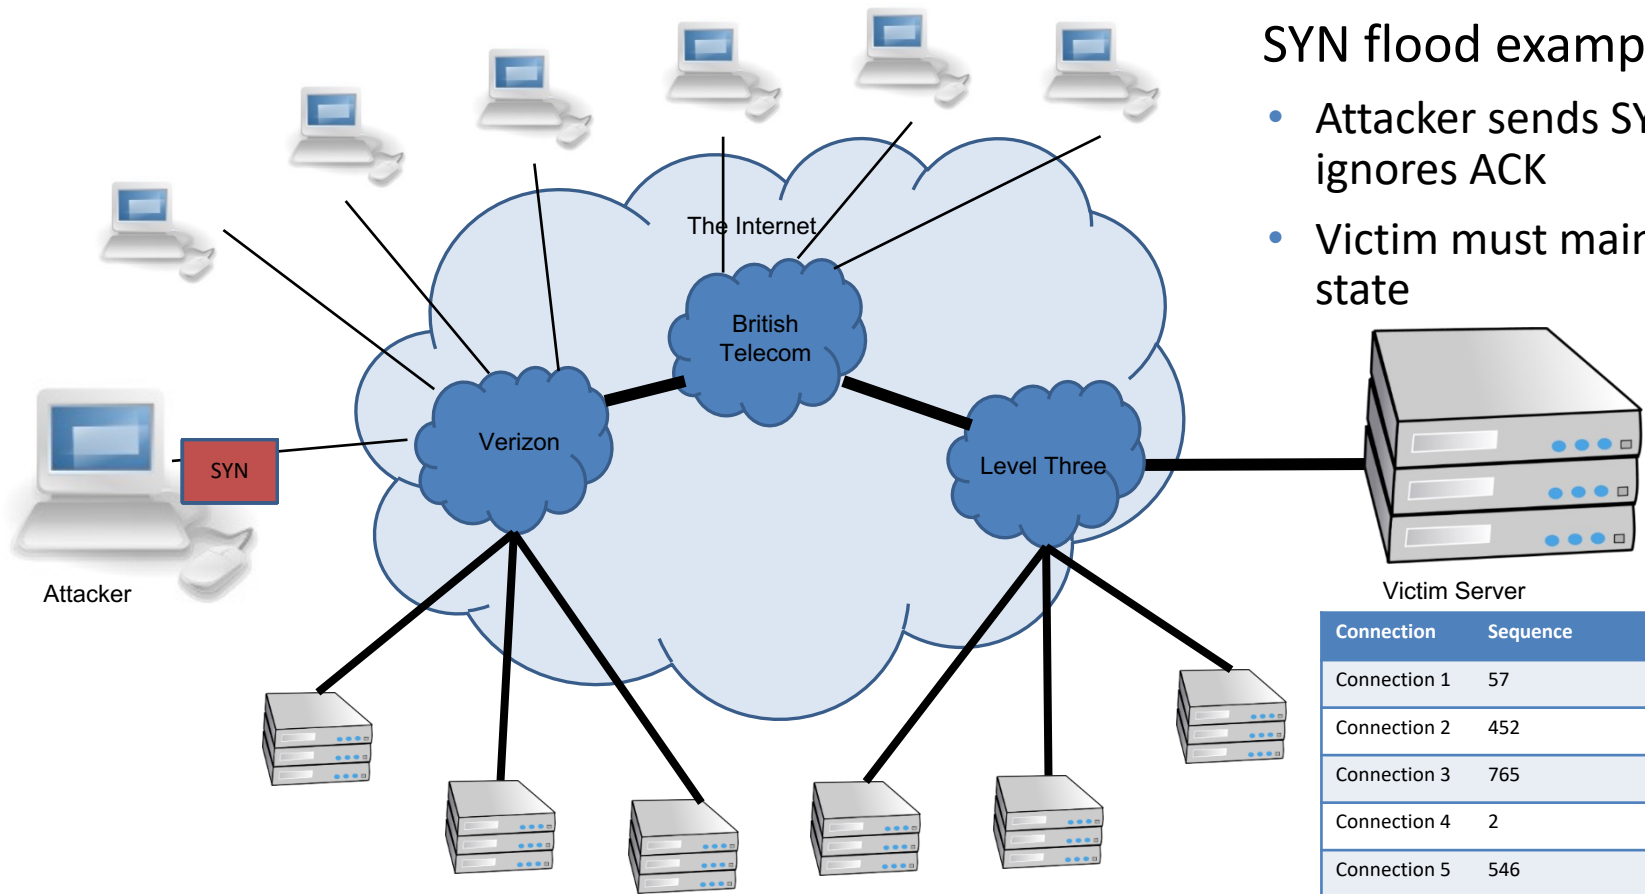 SYN flood examp
• Attacker sends SY
ignores ACK
• Victim must main
state
The Internet
British
Telecom
Verizon
Level Three
SYN
Attacker
Victim Server
Connection Sequence
Connection 1 57
Connection 2 452
Connection 3 765
Connection 4 2
Connection 5 546